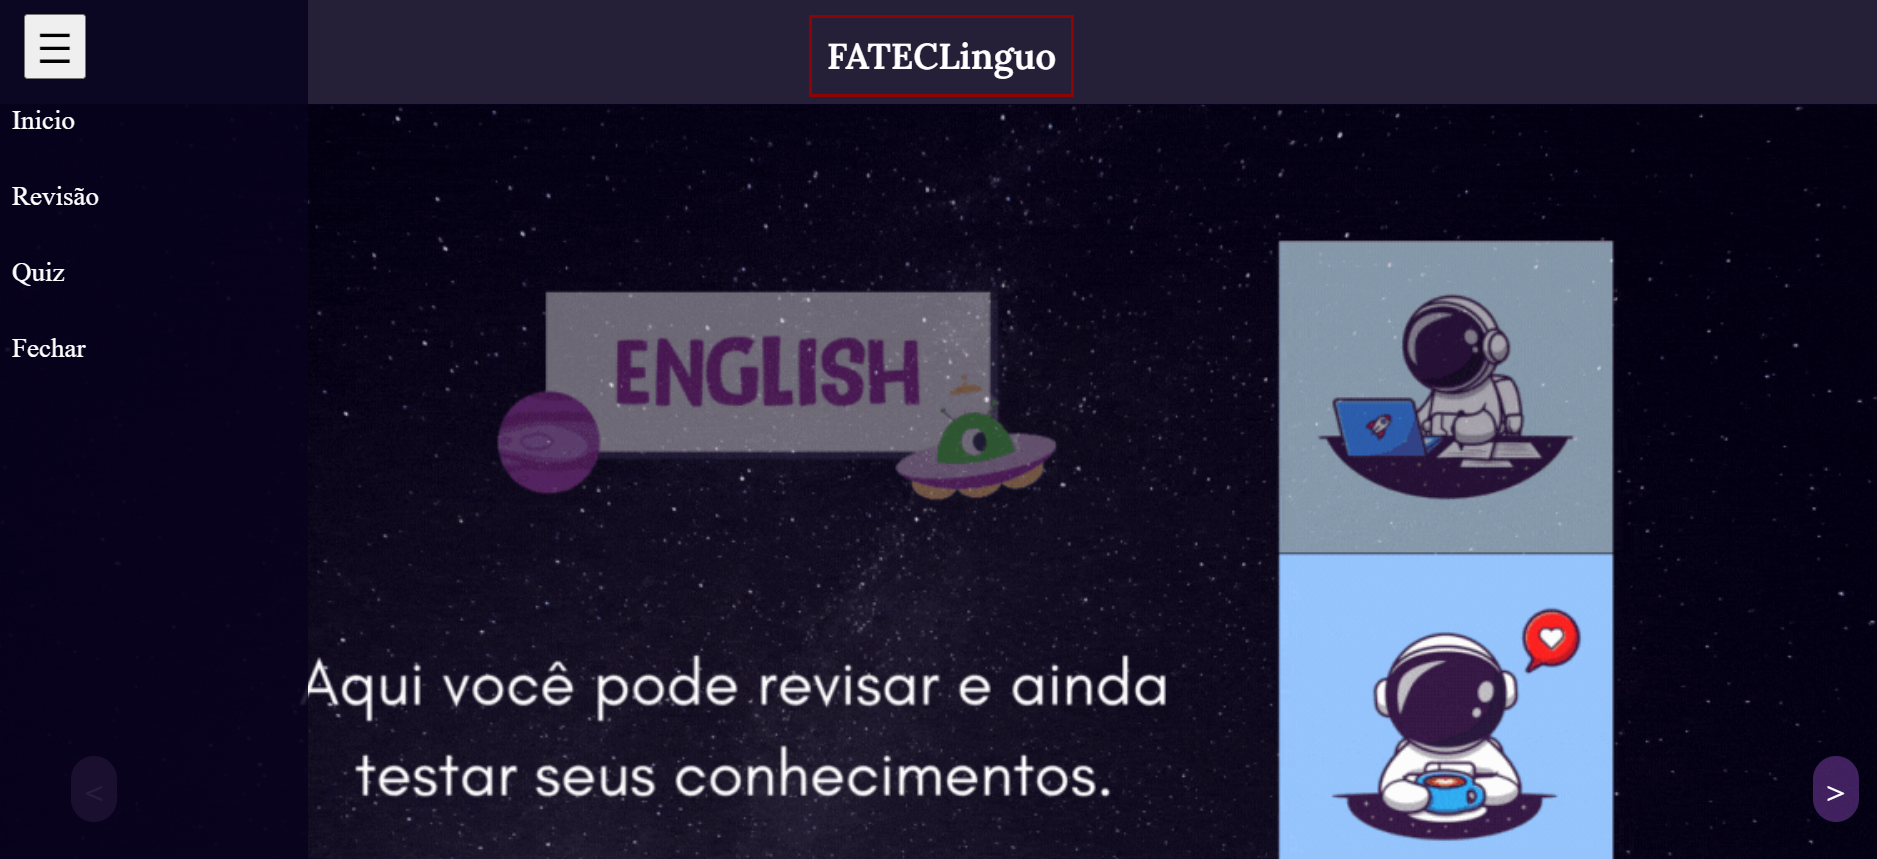 ☰
FATECLinguo
Inicio
Revisão
Quiz
Fechar
ENGLISH
Aqui você pode revisar e ainda
testar seus conhecimentos.
<
>